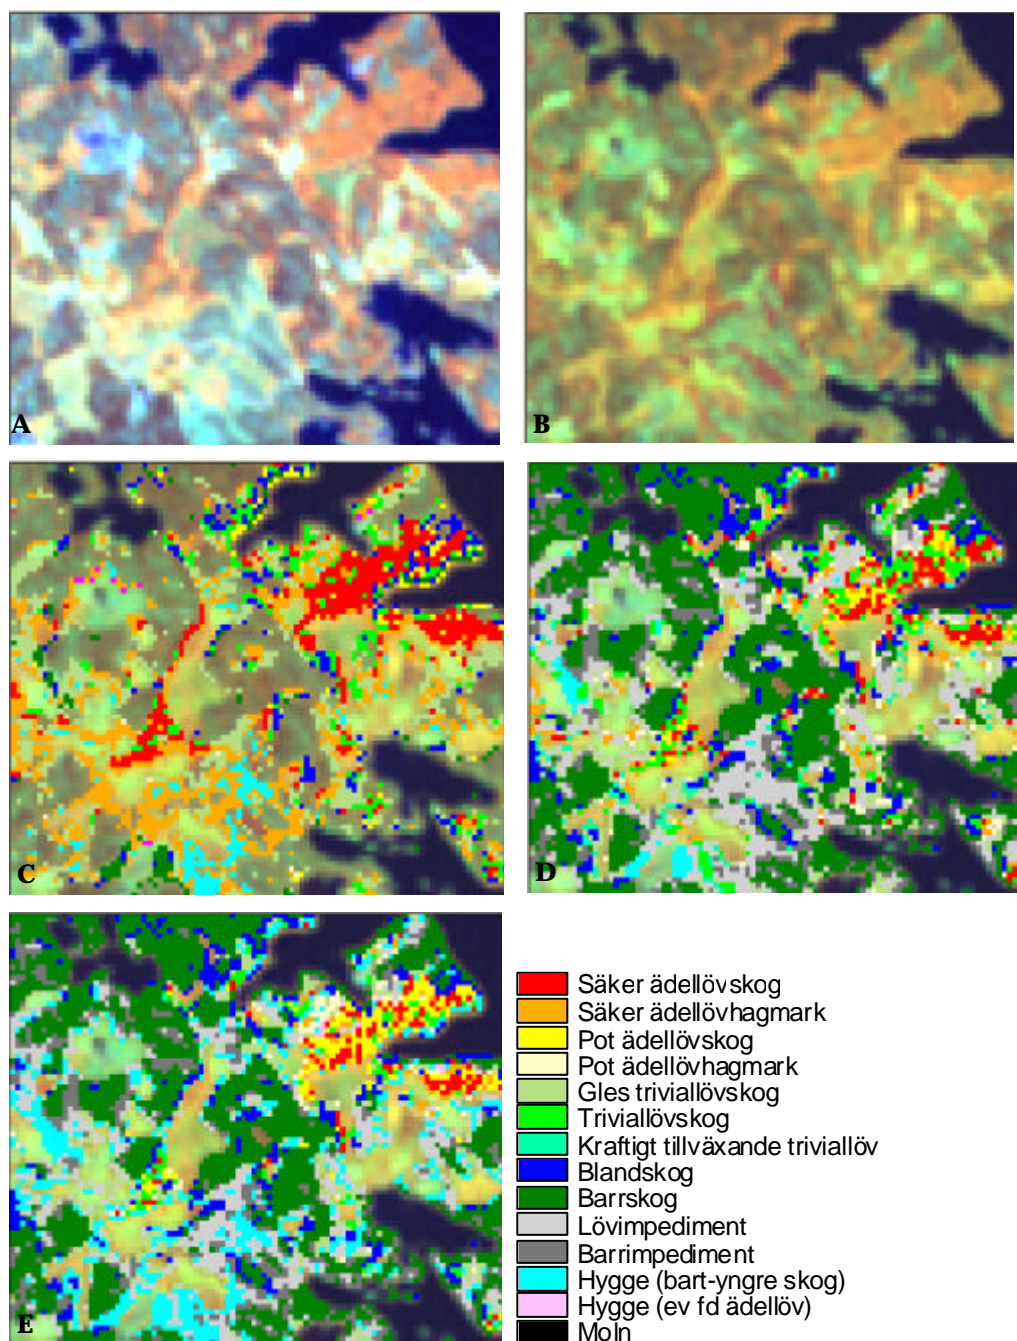 A
B
C
D
E
Säker ädellövskog
Säker ädellövhagmark
Pot ädellövskog
Pot ädellövhagmark
Gles triviallövskog
Triviallövskog
Kraftigt tillväxande triviallöv
Blandskog
Barrskog
Lövimpediment
Barrimpediment
Hygge (bart-yngre skog)
Hygge (ev fd ädellöv)
Moln